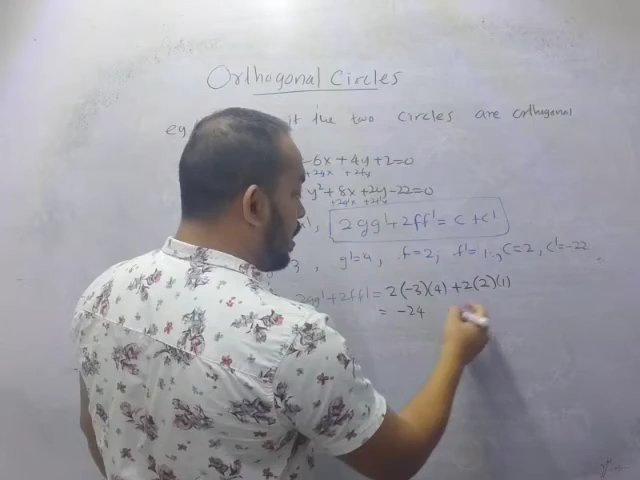 Orthogonal Circles
eg if the two circles are orthogonal
-6x + 4y + 2 = 0
+2gx +2fy
y² + 8x + 2y - 22 = 0
+2g'x +2f'y
2gg' + 2ff' = c + c'
3, g' = 4, f = 2, f' = 1, c = 2, c' = -22
2gg' + 2ff' = 2(-3)(4) + 2(2)(1)
= -24